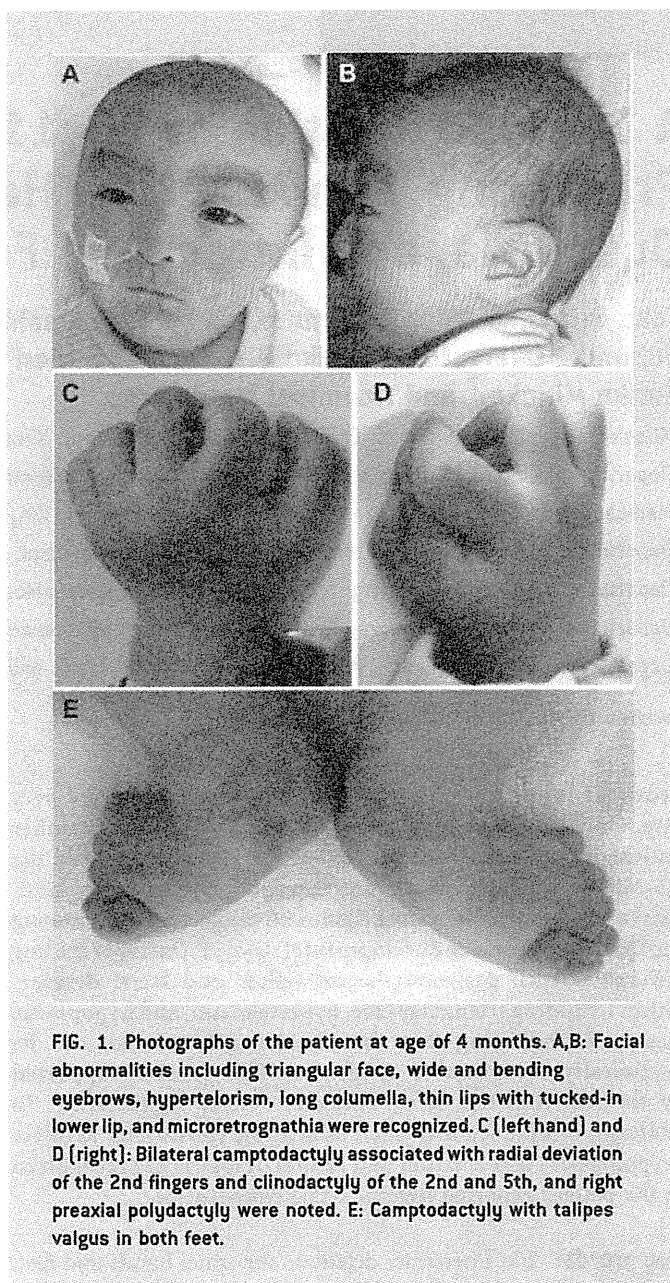 A
B
C
D
E
FIG. 1. Photographs of the patient at age of 4 months. A,B: Facial
abnormalities including triangular face, wide and bending
eyebrows, hypertelorism, long columella, thin lips with tucked-in
lower lip, and microretrognathia were recognized. C (left hand) and
D (right): Bilateral camptodactyly associated with radial deviation
of the 2nd fingers and clinodactyly of the 2nd and 5th, and right
preaxial polydactyly were noted. E: Camptodactyly with talipes
valgus in both feet.